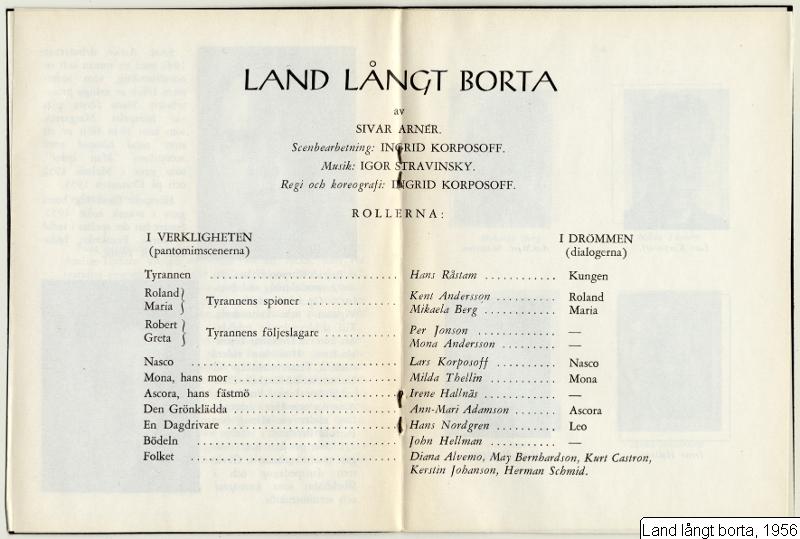 LAND LÅNGT BORTA
av
SIVAR ARNÉR.
Scenbearbetning: INGRID KORPOSOFF.
Musik: IGOR STRAVINSKY.
Regi och koreografi: INGRID KORPOSOFF.
ROLLERNA:
I VERKLIGHETEN
(pantomimscenerna)
I DRÖMMEN
(dialogerna)
Tyrannen .......... Hans Råstam .......... Kungen
Roland } Tyrannens spioner .......... Kent Andersson .......... Roland
Maria } Mikaela Berg .......... Maria
Robert } Tyrannens följeslagare .......... Per Jonson .......... —
Greta } Mona Andersson .......... —
Nasco .......... Lars Korposoff .......... Nasco
Mona, hans mor .......... Milda Thellin .......... Mona
Ascora, hans fästmö .......... Irene Hallnäs .......... —
Den Grönklädda .......... Ann-Mari Adamson .......... Ascora
En Dagdrivare .......... Hans Nordgren .......... Leo
Bödeln .......... John Hellman .......... —
Folket .......... Diana Alvemo, May Bernhardson, Kurt Castron,
Kerstin Johanson, Herman Schmid.
Land långt borta, 1956